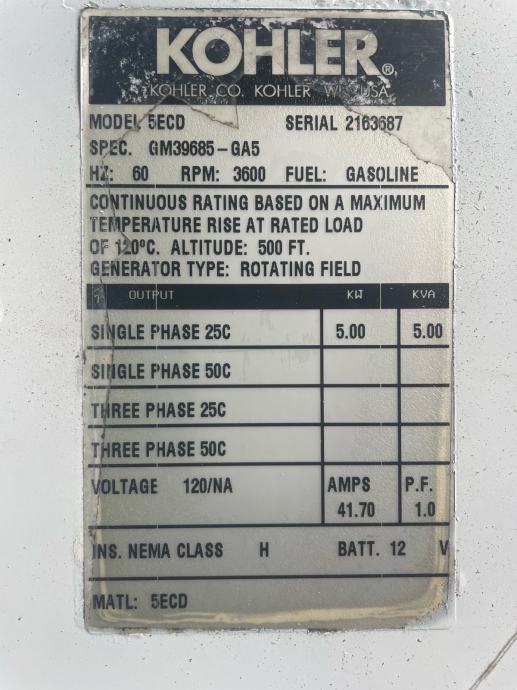 KOHLER®
KOHLER CO. KOHLER WI. USA
MODEL 5ECD SERIAL 2163687
SPEC. GM39685-GA5
HZ: 60 RPM: 3600 FUEL: GASOLINE
CONTINUOUS RATING BASED ON A MAXIMUM
TEMPERATURE RISE AT RATED LOAD
OF 120ºC. ALTITUDE: 500 FT.
GENERATOR TYPE: ROTATING FIELD
OUTPUT KW KVA
SINGLE PHASE 25C 5.00 5.00
SINGLE PHASE 50C
THREE PHASE 25C
THREE PHASE 50C
VOLTAGE 120/NA AMPS P.F.
41.70 1.0
INS. NEMA CLASS H BATT. 12 V
MATL: 5ECD